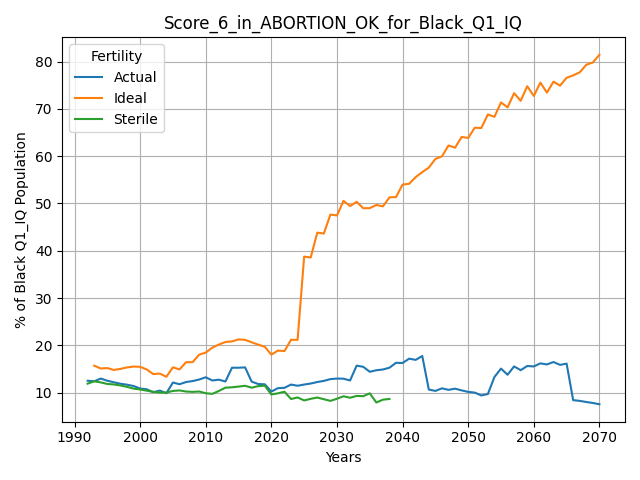 Score_6_in_ABORTION_OK_for_Black_Q1_IQ
Fertility
Actual
Ideal
Sterile
% of Black Q1_IQ Population
80
70
60
50
40
30
20
10
1990 2000 2010 2020 2030 2040 2050 2060 2070
Years